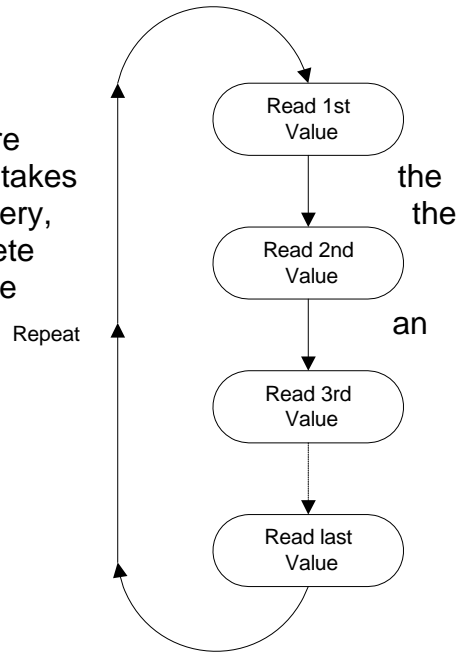 Read 1st
Value
re
takes
the
ery,
the
Read 2nd
Value
ete
e
Repeat
an
Read 3rd
Value
Read last
Value